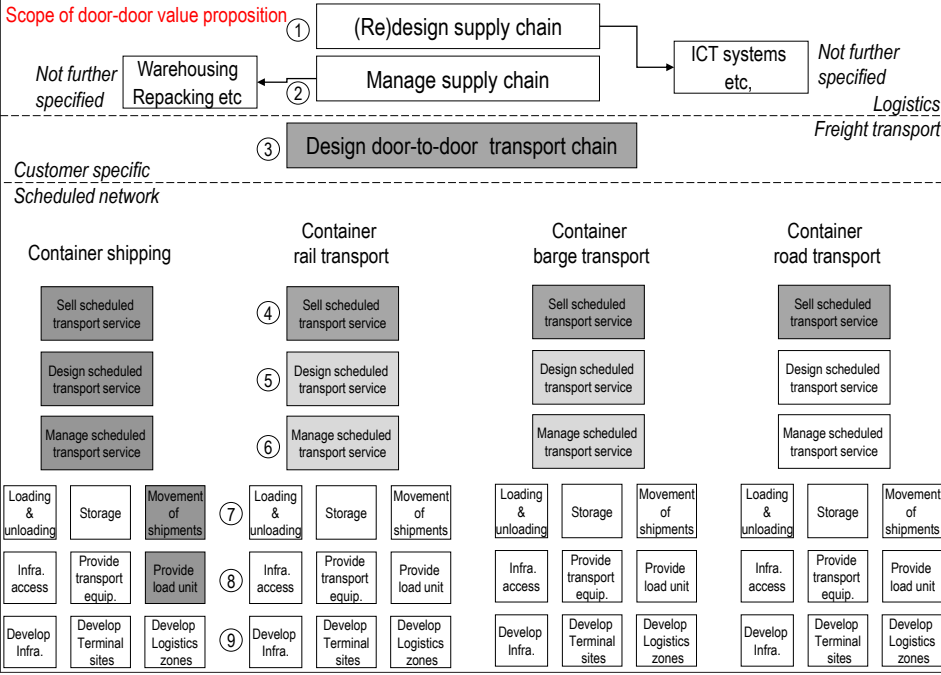 Scope of door-door value proposition
1
(Re)design supply chain
Not further
specified
Warehousing
Repacking etc
2
Manage supply chain
ICT systems
etc,
Not further
specified
Logistics
Freight transport
3
Design door-to-door transport chain
Customer specific
Scheduled network
Container shipping
Container
rail transport
Container
barge transport
Container
road transport
Sell scheduled
transport service
4
Sell scheduled
transport service
Sell scheduled
transport service
Sell scheduled
transport service
Design scheduled
transport service
5
Design scheduled
transport service
Design scheduled
transport service
Design scheduled
transport service
Manage scheduled
transport service
6
Manage scheduled
transport service
Manage scheduled
transport service
Manage scheduled
transport service
Loading
&
unloading
Storage
Movement
of
shipments
7
Loading
&
unloading
Storage
Movement
of
shipments
Loading
&
unloading
Storage
Movement
of
shipments
Loading
&
unloading
Storage
Movement
of
shipments
Infra.
access
Provide
transport
equip.
Provide
load unit
8
Infra.
access
Provide
transport
equip.
Provide
load unit
Infra.
access
Provide
transport
equip.
Provide
load unit
Infra.
access
Provide
transport
equip.
Provide
load unit
Develop
Infra.
Develop
Terminal
sites
Develop
Logistics
zones
9
Develop
Infra.
Develop
Terminal
sites
Develop
Logistics
zones
Develop
Infra.
Develop
Terminal
sites
Develop
Logistics
zones
Develop
Infra.
Develop
Terminal
sites
Develop
Logistics
zones